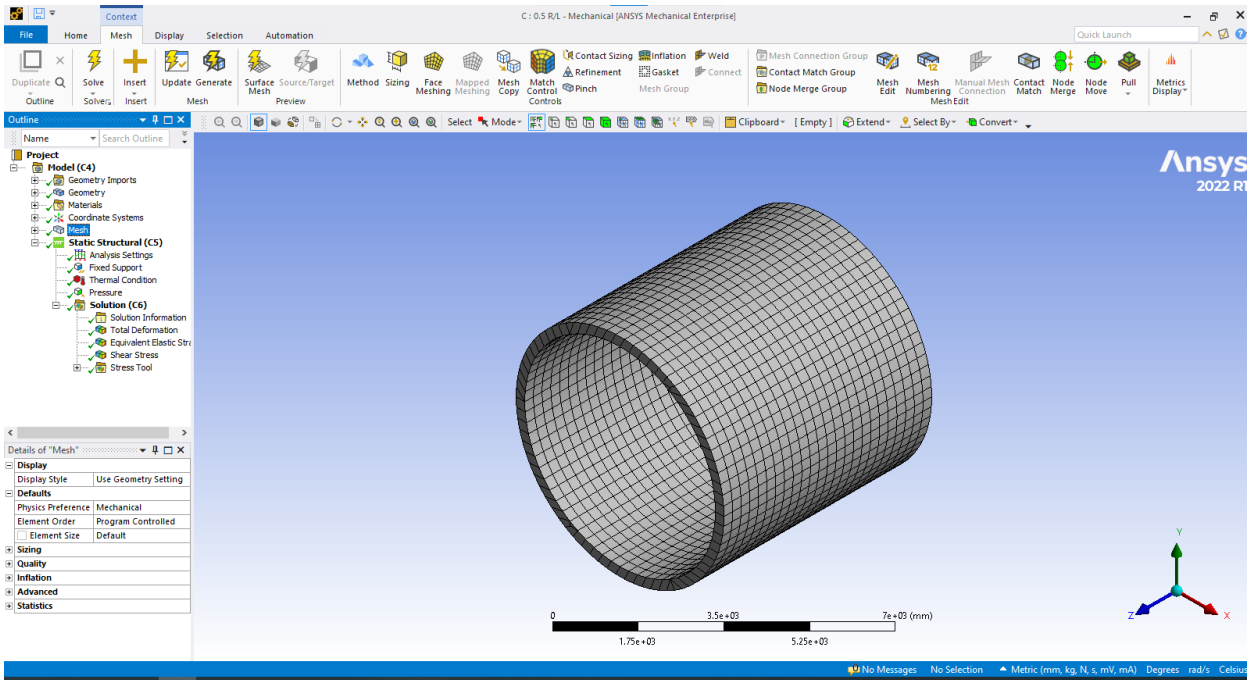 Context
C : 0.5 R/L - Mechanical [ANSYS Mechanical Enterprise]
File Home Mesh Display Selection Automation Quick Launch
Duplicate Solve Insert Update Generate Surface Mesh Source/Target Method Sizing Face Meshing Mapped Meshing Mesh Copy Match Control Contact Sizing Inflation Weld Mesh Connection Group
Refinement Gasket Connect Contact Match Group
Pinch Mesh Group Node Merge Group
Mesh Edit Mesh Numbering Manual Mesh Connection Contact Match Node Merge Node Move Pull Metrics Display
Outline Solver Insert Mesh Preview Controls Mesh Edit
Outline
Select Mode Clipboard [ Empty ] Extend Select By Convert
Name Search Outline
Project
Model (C4)
Geometry Imports
Geometry
Materials
Coordinate Systems
Mesh
Static Structural (C5)
Analysis Settings
Fixed Support
Thermal Condition
Pressure
Solution (C6)
Solution Information
Total Deformation
Equivalent Elastic Stra
Shear Stress
Stress Tool
Ansys
2022 R1
Details of "Mesh"
Display
Display Style Use Geometry Setting
Defaults
Physics Preference Mechanical
Element Order Program Controlled
Element Size Default
Sizing
Quality
Inflation
Advanced
Statistics
0 3.5e+03 7e+03 (mm)
1.75e+03 5.25e+03
Y
Z X
No Messages No Selection Metric (mm, kg, N, s, mV, mA) Degrees rad/s Celsius